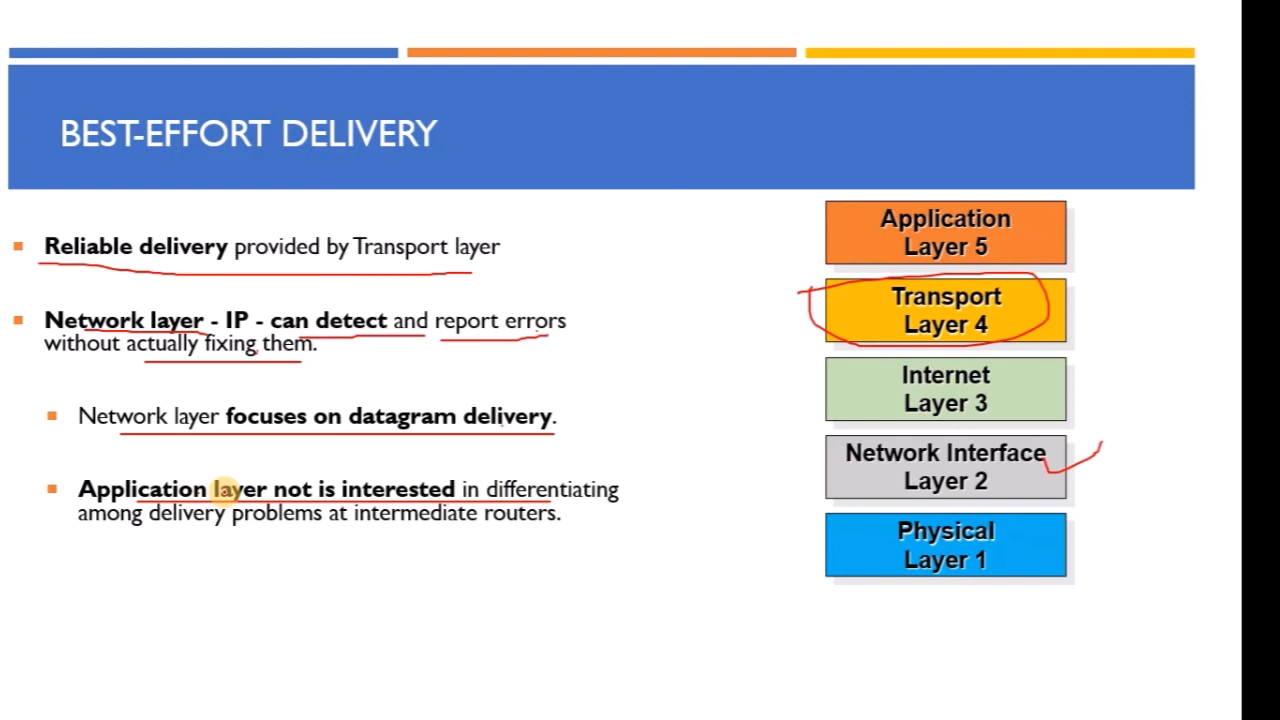 BEST-EFFORT DELIVERY
Reliable delivery provided by Transport layer
Network layer - IP - can detect and report errors
without actually fixing them.
Network layer focuses on datagram delivery.
Application layer not is interested in differentiating
among delivery problems at intermediate routers.
Application
Layer 5
Transport
Layer 4
Internet
Layer 3
Network Interface
Layer 2
Physical
Layer 1